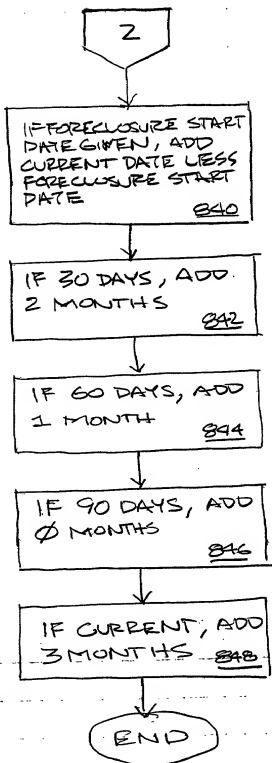 2
IF FORECLOSURE START
DATE GIVEN, ADD
CURRENT DATE LESS
FORECLOSURE START
DATE
840
IF 30 DAYS, ADD
2 MONTHS
842
IF 60 DAYS, ADD
1 MONTH
844
IF 90 DAYS, ADD
Ø MONTHS
846
IF CURRENT, ADD
3 MONTHS 848
END